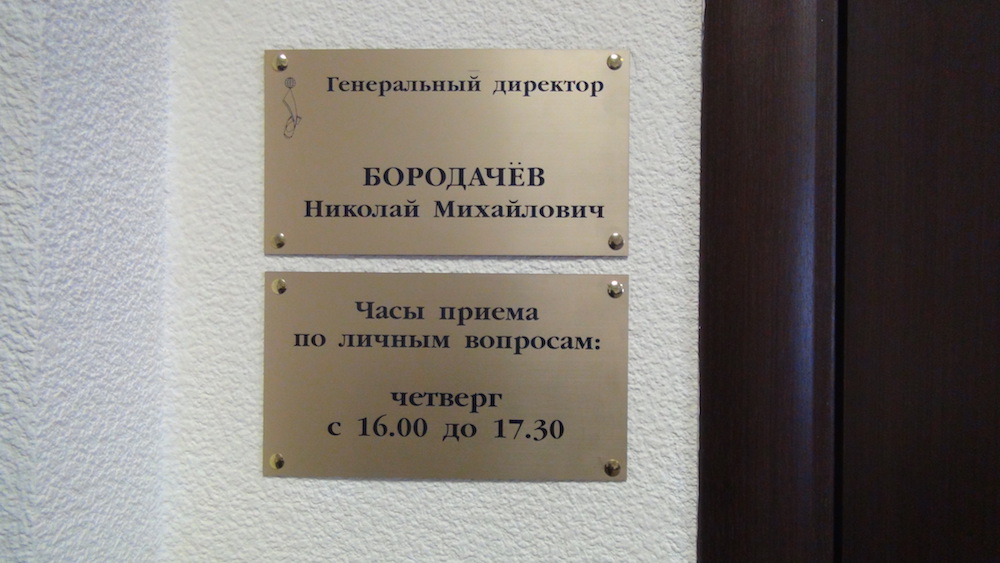 Генеральный директор
БОРОДАЧЁВ
Николай Михайлович
Часы приема
по личным вопросам:
четверг
с 16.00 до 17.30